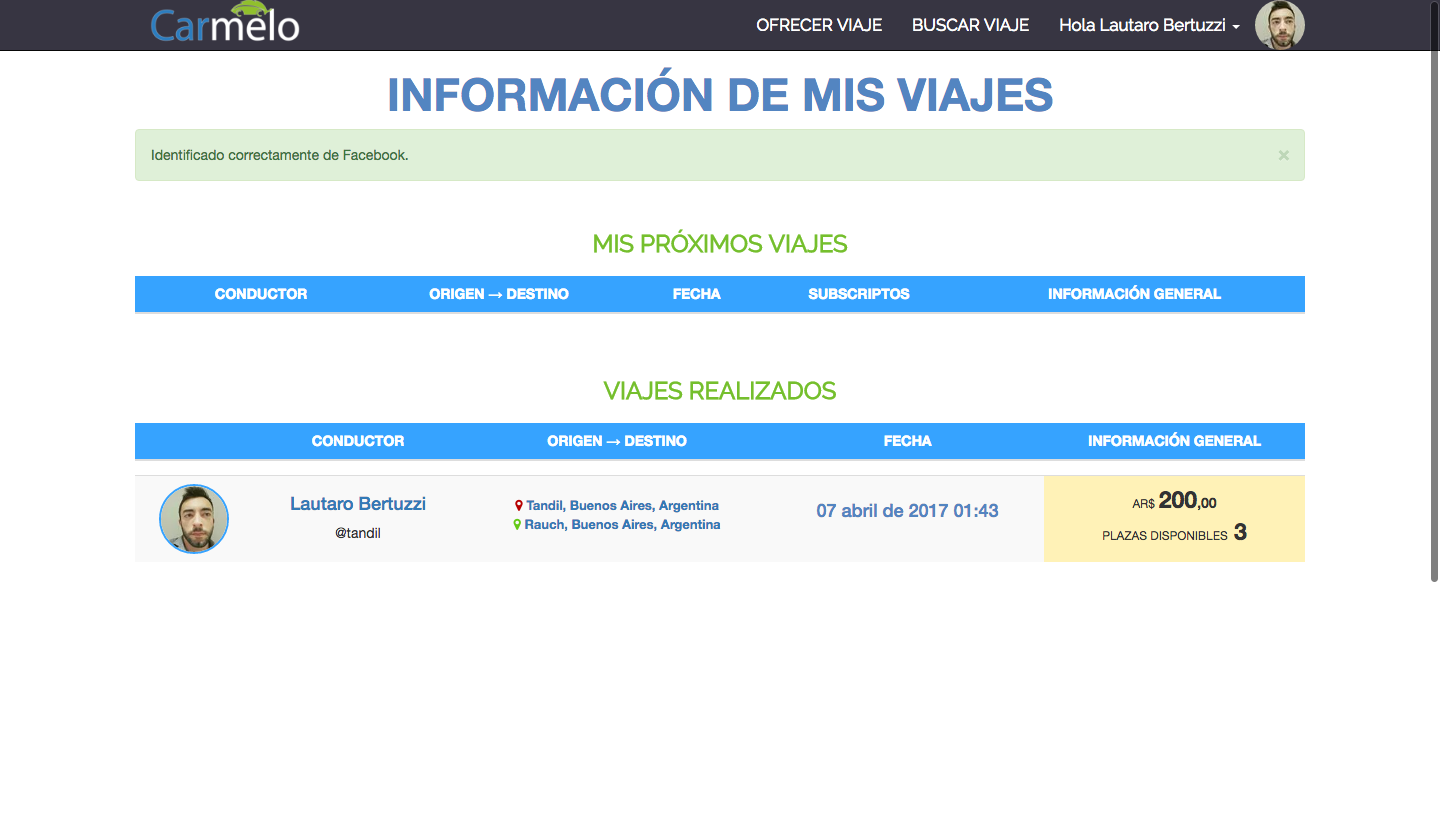 Carmelo
OFRECER VIAJE BUSCAR VIAJE Hola Lautaro Bertuzzi
INFORMACIÓN DE MIS VIAJES
Identificado correctamente de Facebook. ×
MIS PRÓXIMOS VIAJES
CONDUCTOR ORIGEN → DESTINO FECHA SUBSCRIPTOS INFORMACIÓN GENERAL
VIAJES REALIZADOS
CONDUCTOR ORIGEN → DESTINO FECHA INFORMACIÓN GENERAL
Lautaro Bertuzzi
@tandil
Tandil, Buenos Aires, Argentina
Rauch, Buenos Aires, Argentina
07 abril de 2017 01:43
AR$ 200,00
PLAZAS DISPONIBLES 3